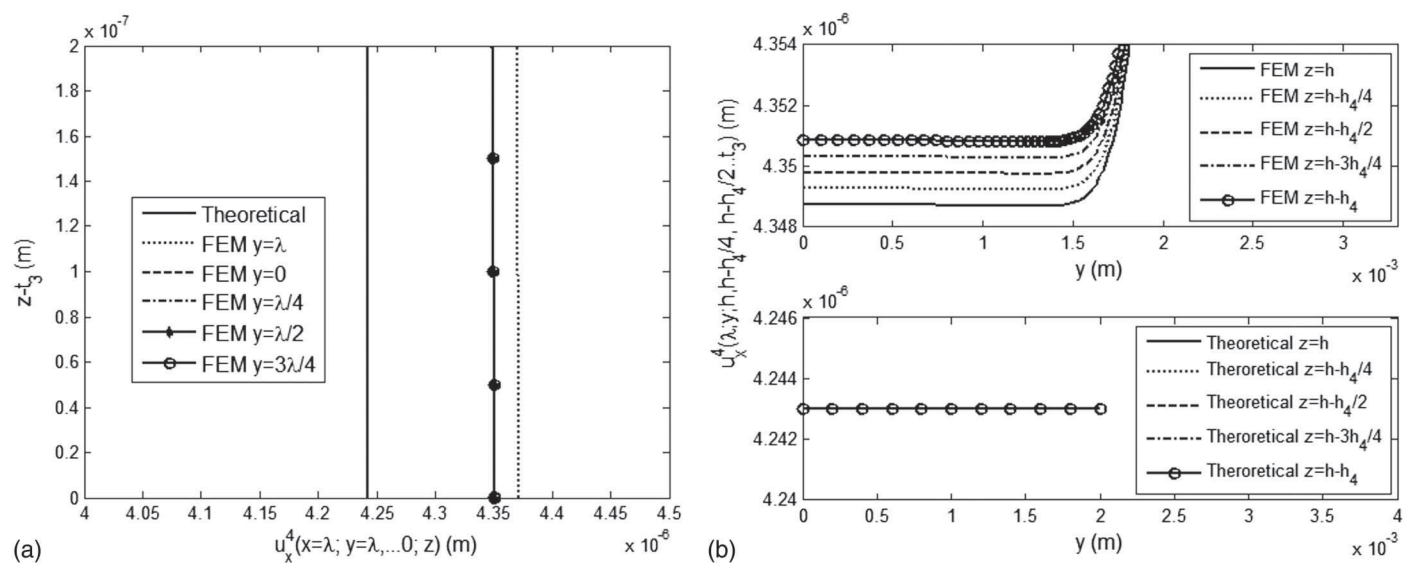 (a)
x 10⁻⁷
2
1.8
1.6
1.4
1.2
1
0.8
0.6
0.4
0.2
0
z-t₃ (m)
Theoretical
FEM y=λ
FEM y=0
FEM y=λ/4
FEM y=λ/2
FEM y=3λ/4
4 4.05 4.1 4.15 4.2 4.25 4.3 4.35 4.4 4.45 4.5
u⁴ₓ(x=λ; y=λ,...0; z) (m)
x 10⁻⁶
(b)
u⁴ₓ(λ;y;h,h-h₄/4, h-h₄/2..t₃) (m)
x 10⁻⁶
4.354
4.352
4.35
4.348
FEM z=h
FEM z=h-h₄/4
FEM z=h-h₄/2
FEM z=h-3h₄/4
FEM z=h-h₄
0 0.5 1 1.5 2 2.5 3
y (m)
x 10⁻³
x 10⁻⁶
4.246
4.244
4.242
4.24
Theoretical z=h
Theroretical z=h-h₄/4
Theoretical z=h-h₄/2
Theroretical z=h-3h₄/4
Theroretical z=h-h₄
0 0.5 1 1.5 2 2.5 3 3.5 4
y (m)
x 10⁻³